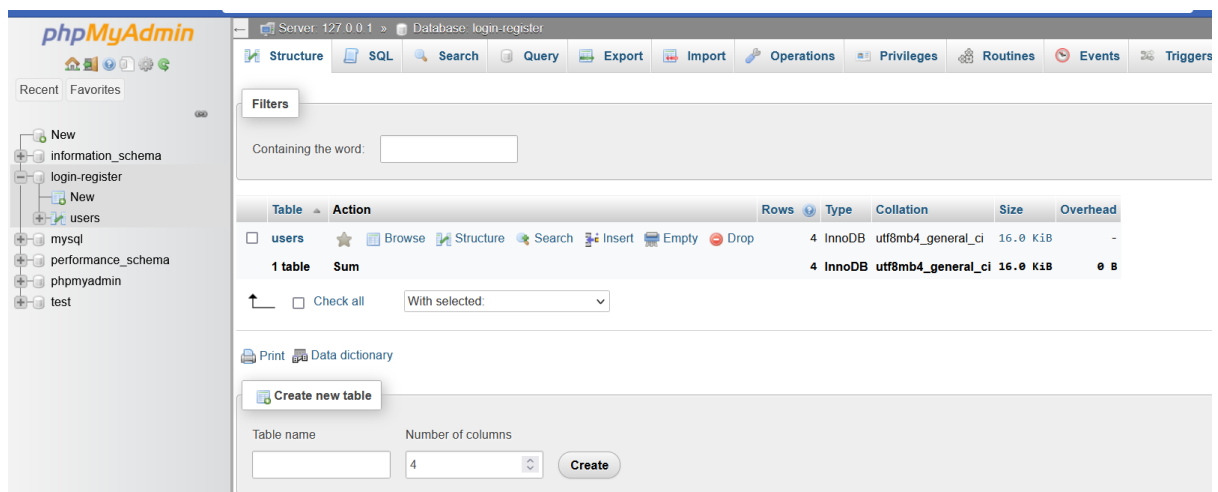 phpMyAdmin
Recent Favorites
New
information_schema
login-register
New
users
mysql
performance_schema
phpmyadmin
test
← Server: 127.0.0.1 » Database: login-register
Structure SQL Search Query Export Import Operations Privileges Routines Events Triggers
Filters
Containing the word:
Table Action Rows Type Collation Size Overhead
users Browse Structure Search Insert Empty Drop 4 InnoDB utf8mb4_general_ci 16.0 KiB -
1 table Sum 4 InnoDB utf8mb4_general_ci 16.0 KiB 0 B
Check all With selected:
Print Data dictionary
Create new table
Table name Number of columns
4 Create